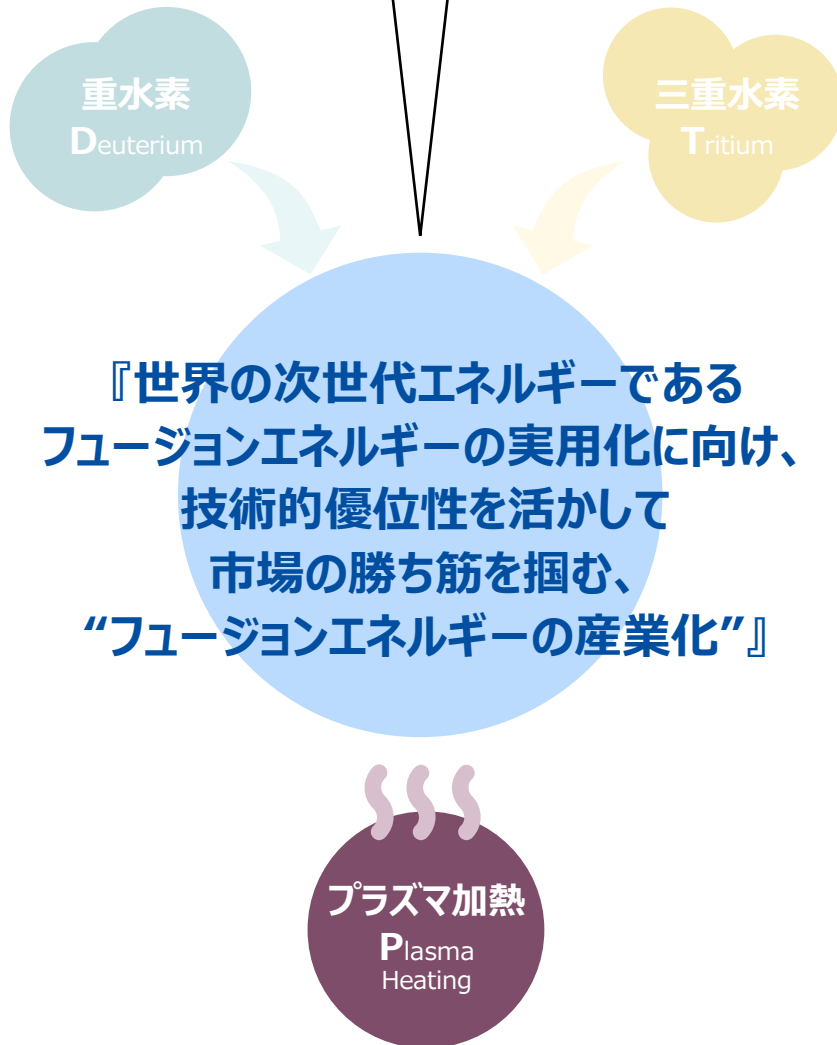 重水素
Deuterium
三重水素
Tritium
『世界の次世代エネルギーである
フュージョンエネルギーの実用化に向け、
技術的優位性を活かして
市場の勝ち筋を掴む、
“フュージョンエネルギーの産業化”』
プラズマ加熱
Plasma
Heating